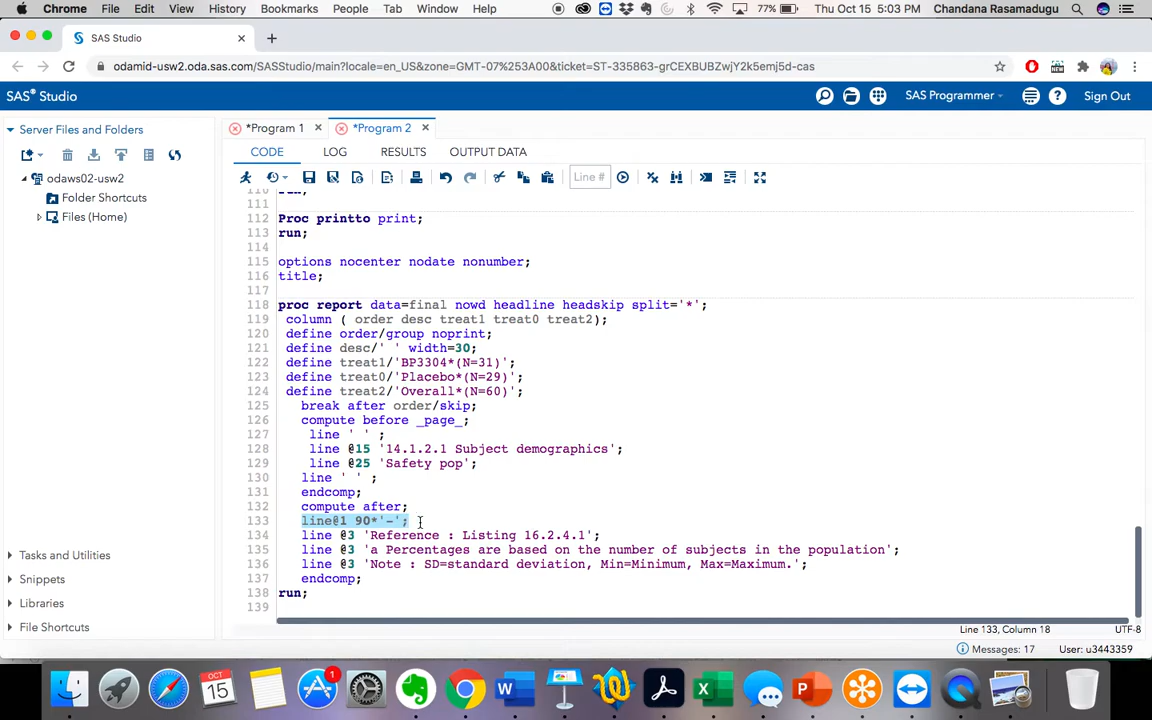 Chrome File Edit View History Bookmarks People Tab Window Help 77% Thu Oct 15 5:03 PM Chandana Rasamadugu
SAS Studio
odamid-usw2.oda.sas.com/SASStudio/main?locale=en_US&zone=GMT-07%253A00&ticket=ST-335863-grCEXBUBZwjY2k5emj5d-cas
SAS® Studio SAS Programmer Sign Out
Server Files and Folders
odaws02-usw2
Folder Shortcuts
Files (Home)
Tasks and Utilities
Snippets
Libraries
File Shortcuts
*Program 1 *Program 2
CODE LOG RESULTS OUTPUT DATA
Line #
110 run;
111
112 Proc printto print;
113 run;
114
115 options nocenter nodate nonumber;
116 title;
117
118 proc report data=final nowd headline headskip split='*';
119 column ( order desc treat1 treat0 treat2);
120 define order/group noprint;
121 define desc/' ' width=30;
122 define treat1/'BP3304*(N=31)';
123 define treat0/'Placebo*(N=29)';
124 define treat2/'Overall*(N=60)';
125 break after order/skip;
126 compute before _page_;
127 line ' ' ;
128 line @15 '14.1.2.1 Subject demographics';
129 line @25 'Safety pop';
130 line ' ' ;
131 endcomp;
132 compute after;
133 line@1 90*'-';
134 line @3 'Reference : Listing 16.2.4.1';
135 line @3 'a Percentages are based on the number of subjects in the population';
136 line @3 'Note : SD=standard deviation, Min=Minimum, Max=Maximum.';
137 endcomp;
138 run;
139
Line 133, Column 18
UTF-8
Messages: 17 User: u3443359
OCT
15
1